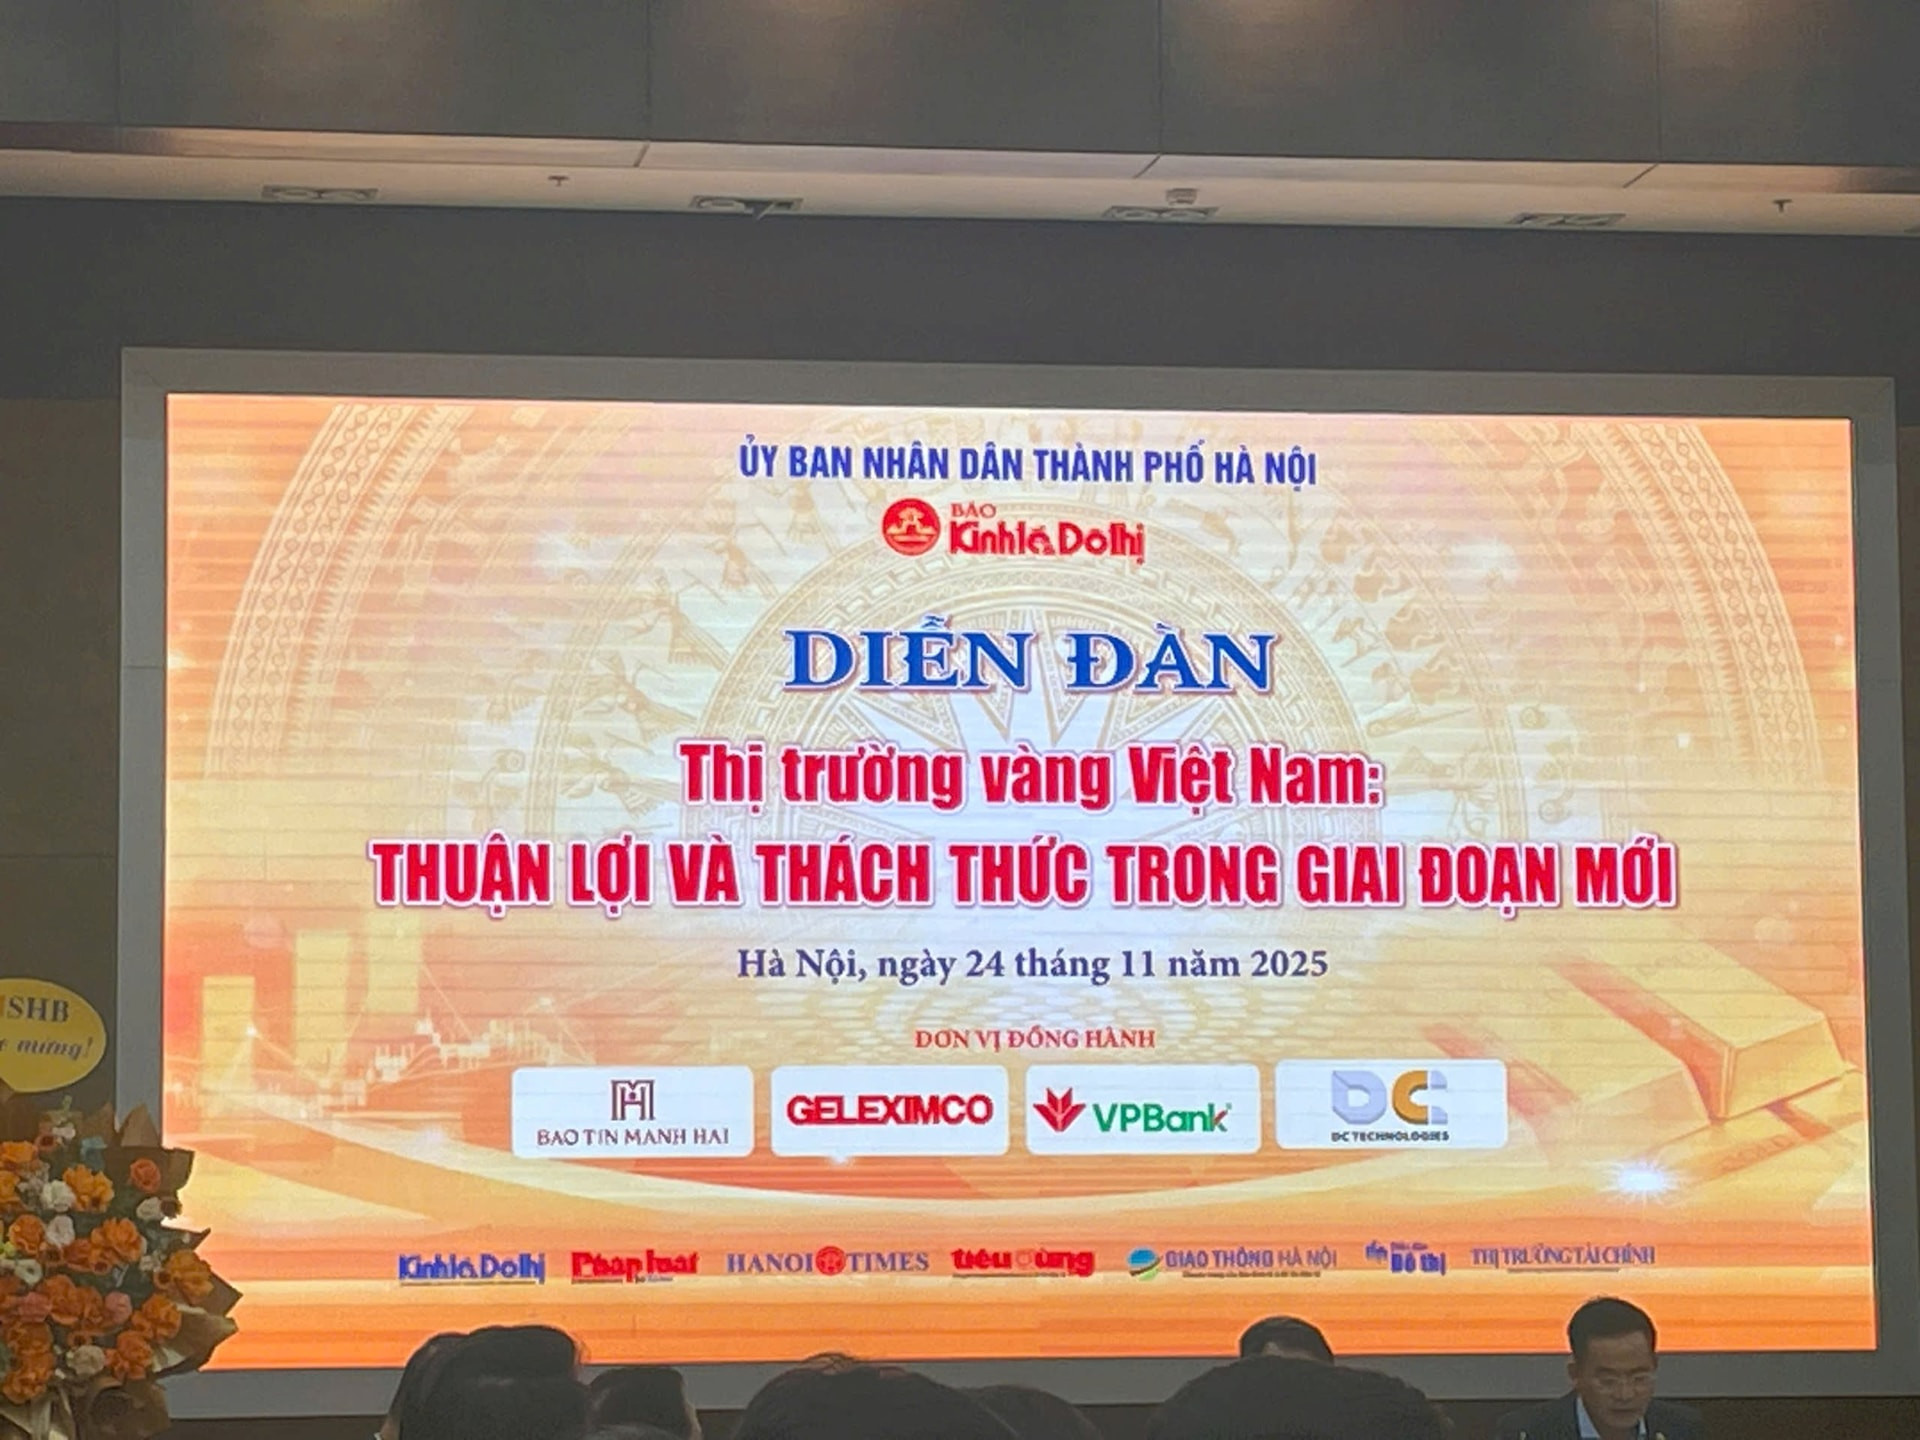 ỦY BAN NHÂN DÂN THÀNH PHỐ HÀ NỘI
BÁO
Kinh tế Đô thị
DIỄN ĐÀN
Thị trường vàng Việt Nam:
THUẬN LỢI VÀ THÁCH THỨC TRONG GIAI ĐOẠN MỚI
Hà Nội, ngày 24 tháng 11 năm 2025
ĐƠN VỊ ĐỒNG HÀNH
SHB
mừng!
BAO TIN MANH HAI
GELEXIMCO
VPBank
DC TECHNOLOGIES
Kinh tế Đô thị
Pháp luật
HANOI TIMES
tiêu dùng
GIAO THÔNG HÀ NỘI
Đô thị
THỊ TRƯỜNG TÀI CHÍNH